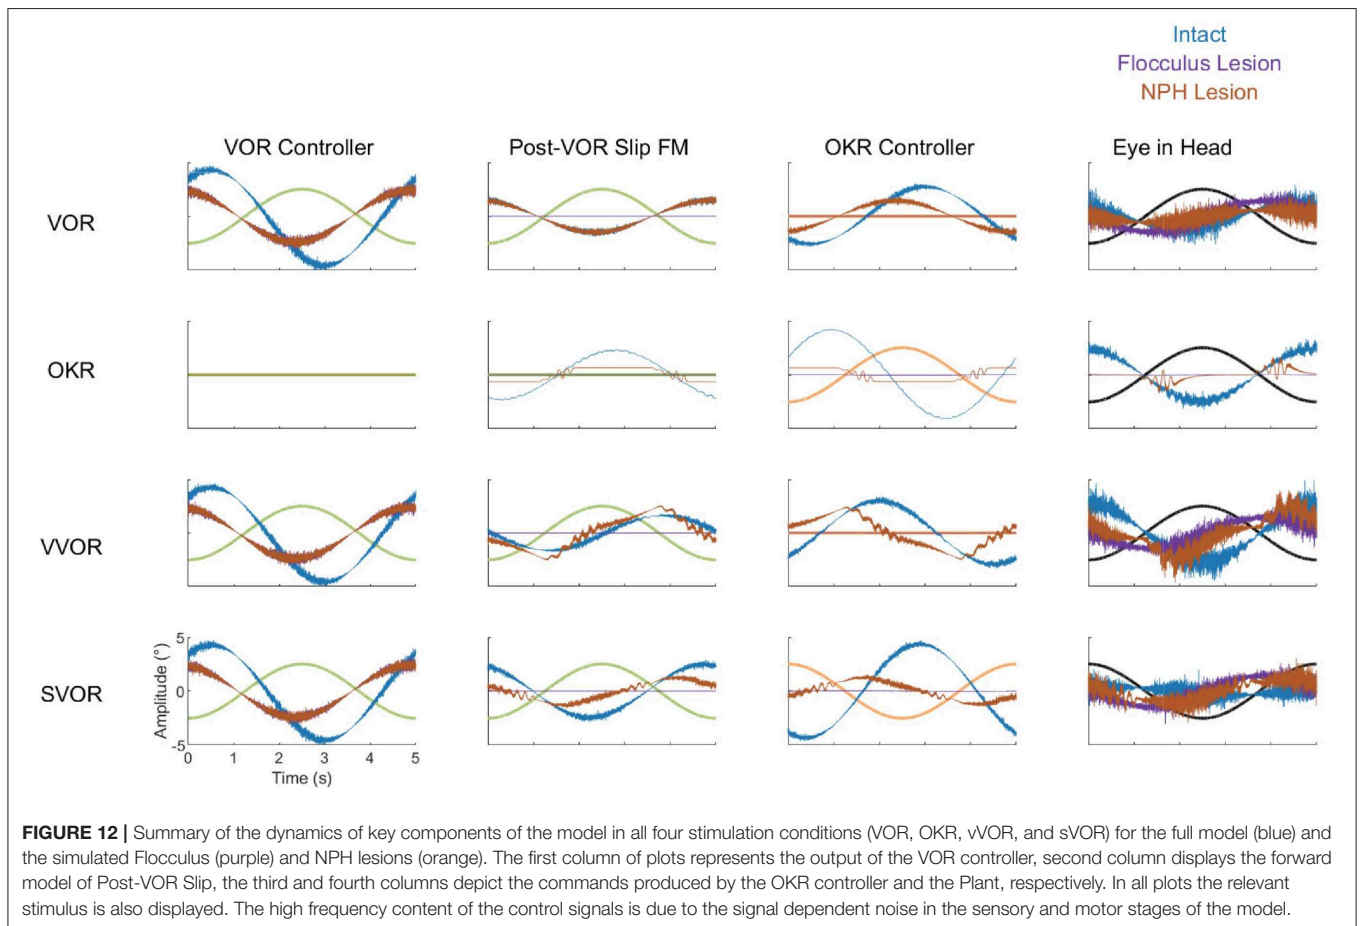 Intact
Flocculus Lesion
NPH Lesion
VOR Controller
Post-VOR Slip FM
OKR Controller
Eye in Head
VOR
OKR
VVOR
SVOR
Amplitude (°)
5
0
-5
0 1 2 3 4 5
Time (s)
FIGURE 12 | Summary of the dynamics of key components of the model in all four stimulation conditions (VOR, OKR, vVOR, and sVOR) for the full model (blue) and
the simulated Flocculus (purple) and NPH lesions (orange). The first column of plots represents the output of the VOR controller, second column displays the forward
model of Post-VOR Slip, the third and fourth columns depict the commands produced by the OKR controller and the Plant, respectively. In all plots the relevant
stimulus is also displayed. The high frequency content of the control signals is due to the signal dependent noise in the sensory and motor stages of the model.